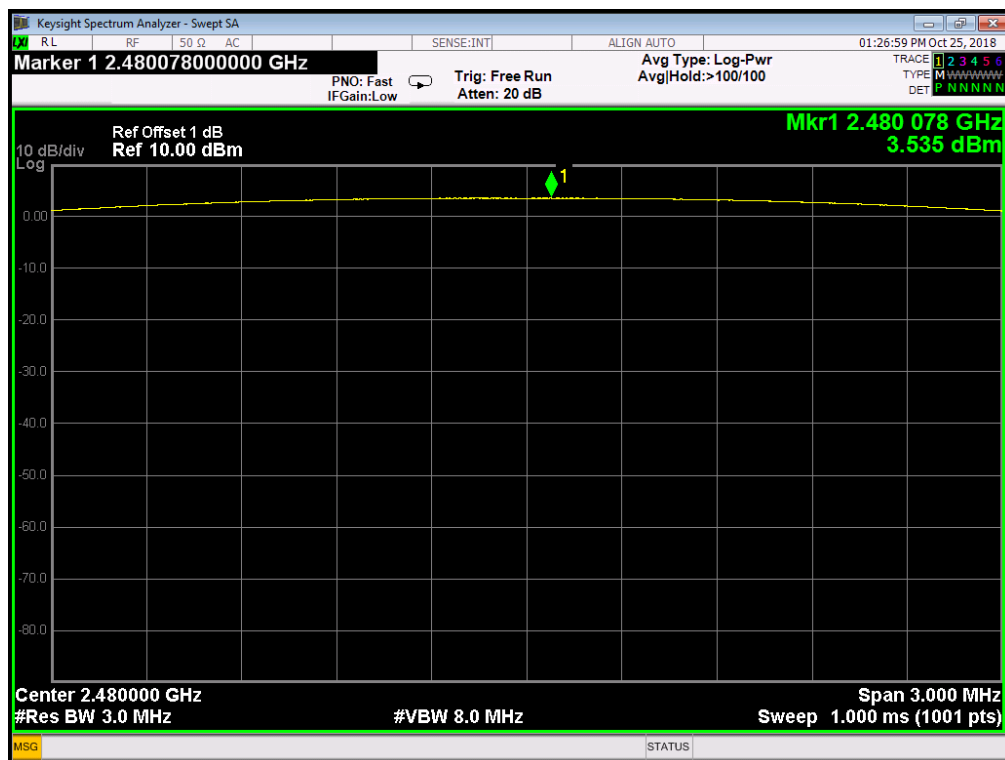 Keysight Spectrum Analyzer - Swept SA
LXI RL RF 50 Ω AC SENSE:INT ALIGN AUTO 01:26:59 PM Oct 25, 2018
Marker 1 2.480078000000 GHz
PNO: Fast
IFGain:Low
Trig: Free Run
Atten: 20 dB
Avg Type: Log-Pwr
Avg|Hold:>100/100
TRACE 1 2 3 4 5 6
TYPE M WWWWW
DET P N N N N N
Mkr1 2.480 078 GHz
3.535 dBm
Ref Offset 1 dB
10 dB/div Ref 10.00 dBm
Log
1
0.00
-10.0
-20.0
-30.0
-40.0
-50.0
-60.0
-70.0
-80.0
Center 2.480000 GHz Span 3.000 MHz
#Res BW 3.0 MHz #VBW 8.0 MHz Sweep 1.000 ms (1001 pts)
MSG STATUS